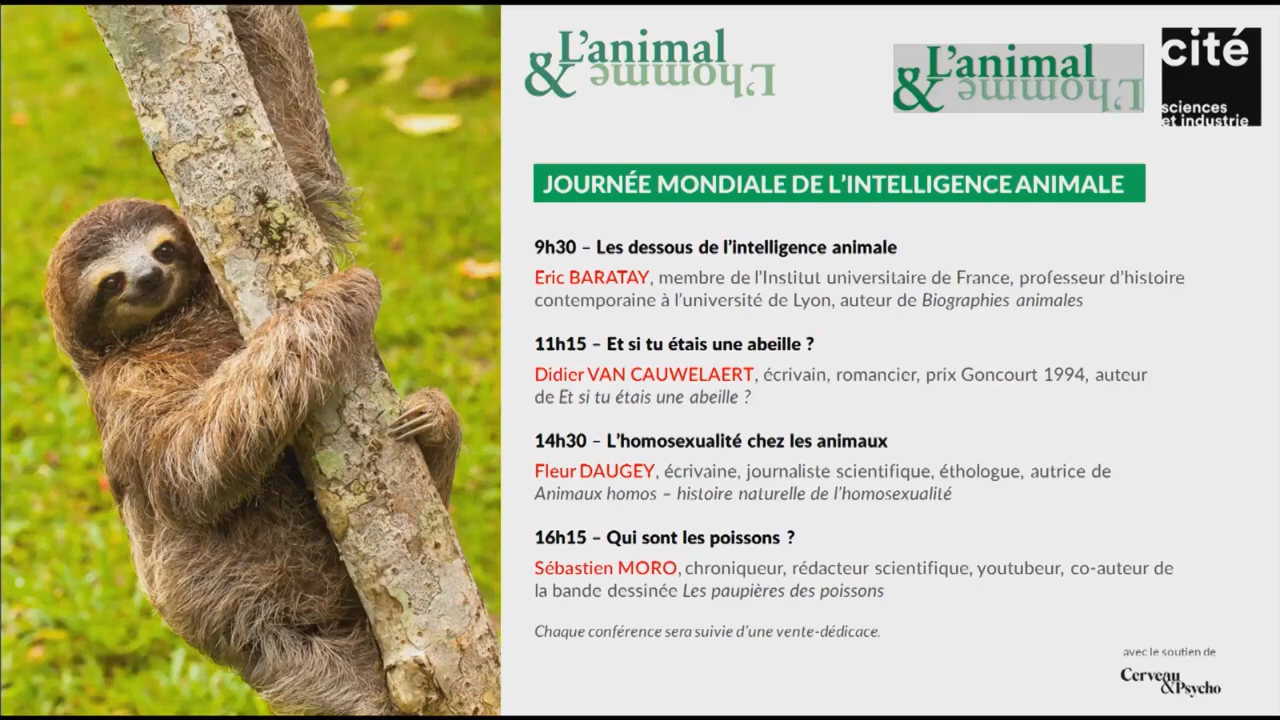 L'animal
& L'homme
L'animal
& L'homme
cité
sciences
et industrie
JOURNÉE MONDIALE DE L'INTELLIGENCE ANIMALE
9h30 – Les dessous de l'intelligence animale
Eric BARATAY, membre de l'Institut universitaire de France, professeur d'histoire
contemporaine à l'université de Lyon, auteur de Biographies animales
11h15 – Et si tu étais une abeille ?
Didier VAN CAUWELAERT, écrivain, romancier, prix Goncourt 1994, auteur
de Et si tu étais une abeille ?
14h30 – L'homosexualité chez les animaux
Fleur DAUGEY, écrivaine, journaliste scientifique, éthologue, autrice de
Animaux homos – histoire naturelle de l'homosexualité
16h15 – Qui sont les poissons ?
Sébastien MORO, chroniqueur, rédacteur scientifique, youtubeur, co-auteur de
la bande dessinée Les paupières des poissons
Chaque conférence sera suivie d'une vente-dédicace.
avec le soutien de
Cerveau
&Psycho